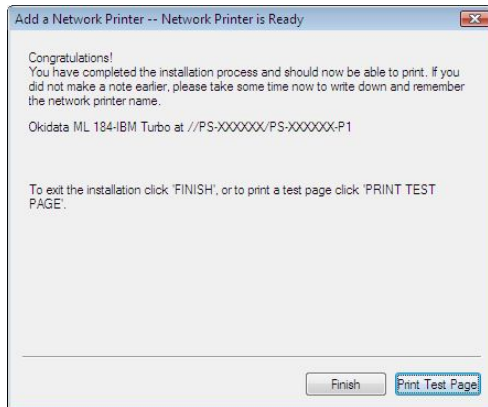 Add a Network Printer -- Network Printer is Ready
Congratulations!
You have completed the installation process and should now be able to print. If you
did not make a note earlier, please take some time now to write down and remember
the network printer name.
Okidata ML 184-IBM Turbo at //PS-XXXXXX/PS-XXXXXX-P1
To exit the installation click 'FINISH', or to print a test page click 'PRINT TEST
PAGE'.
Finish
Print Test Page